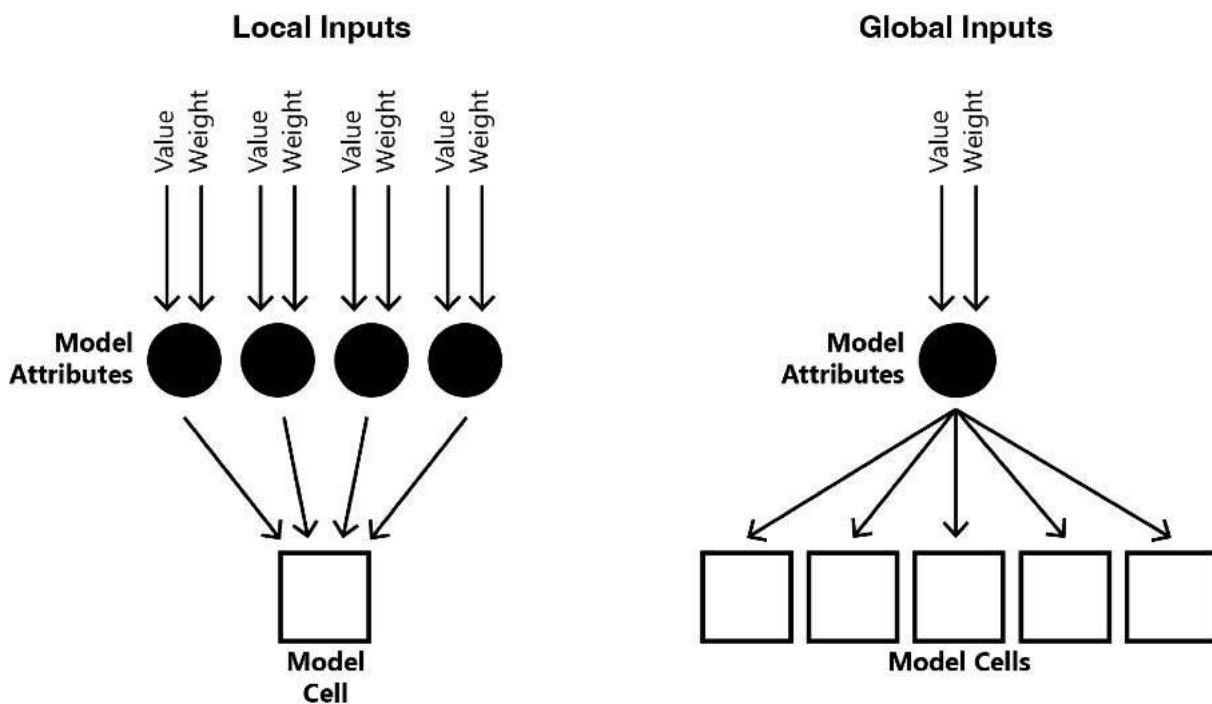 Local Inputs
Value
Weight
Value
Weight
Value
Weight
Value
Weight
Model
Attributes
Model
Cell
Global Inputs
Value
Weight
Model
Attributes
Model Cells